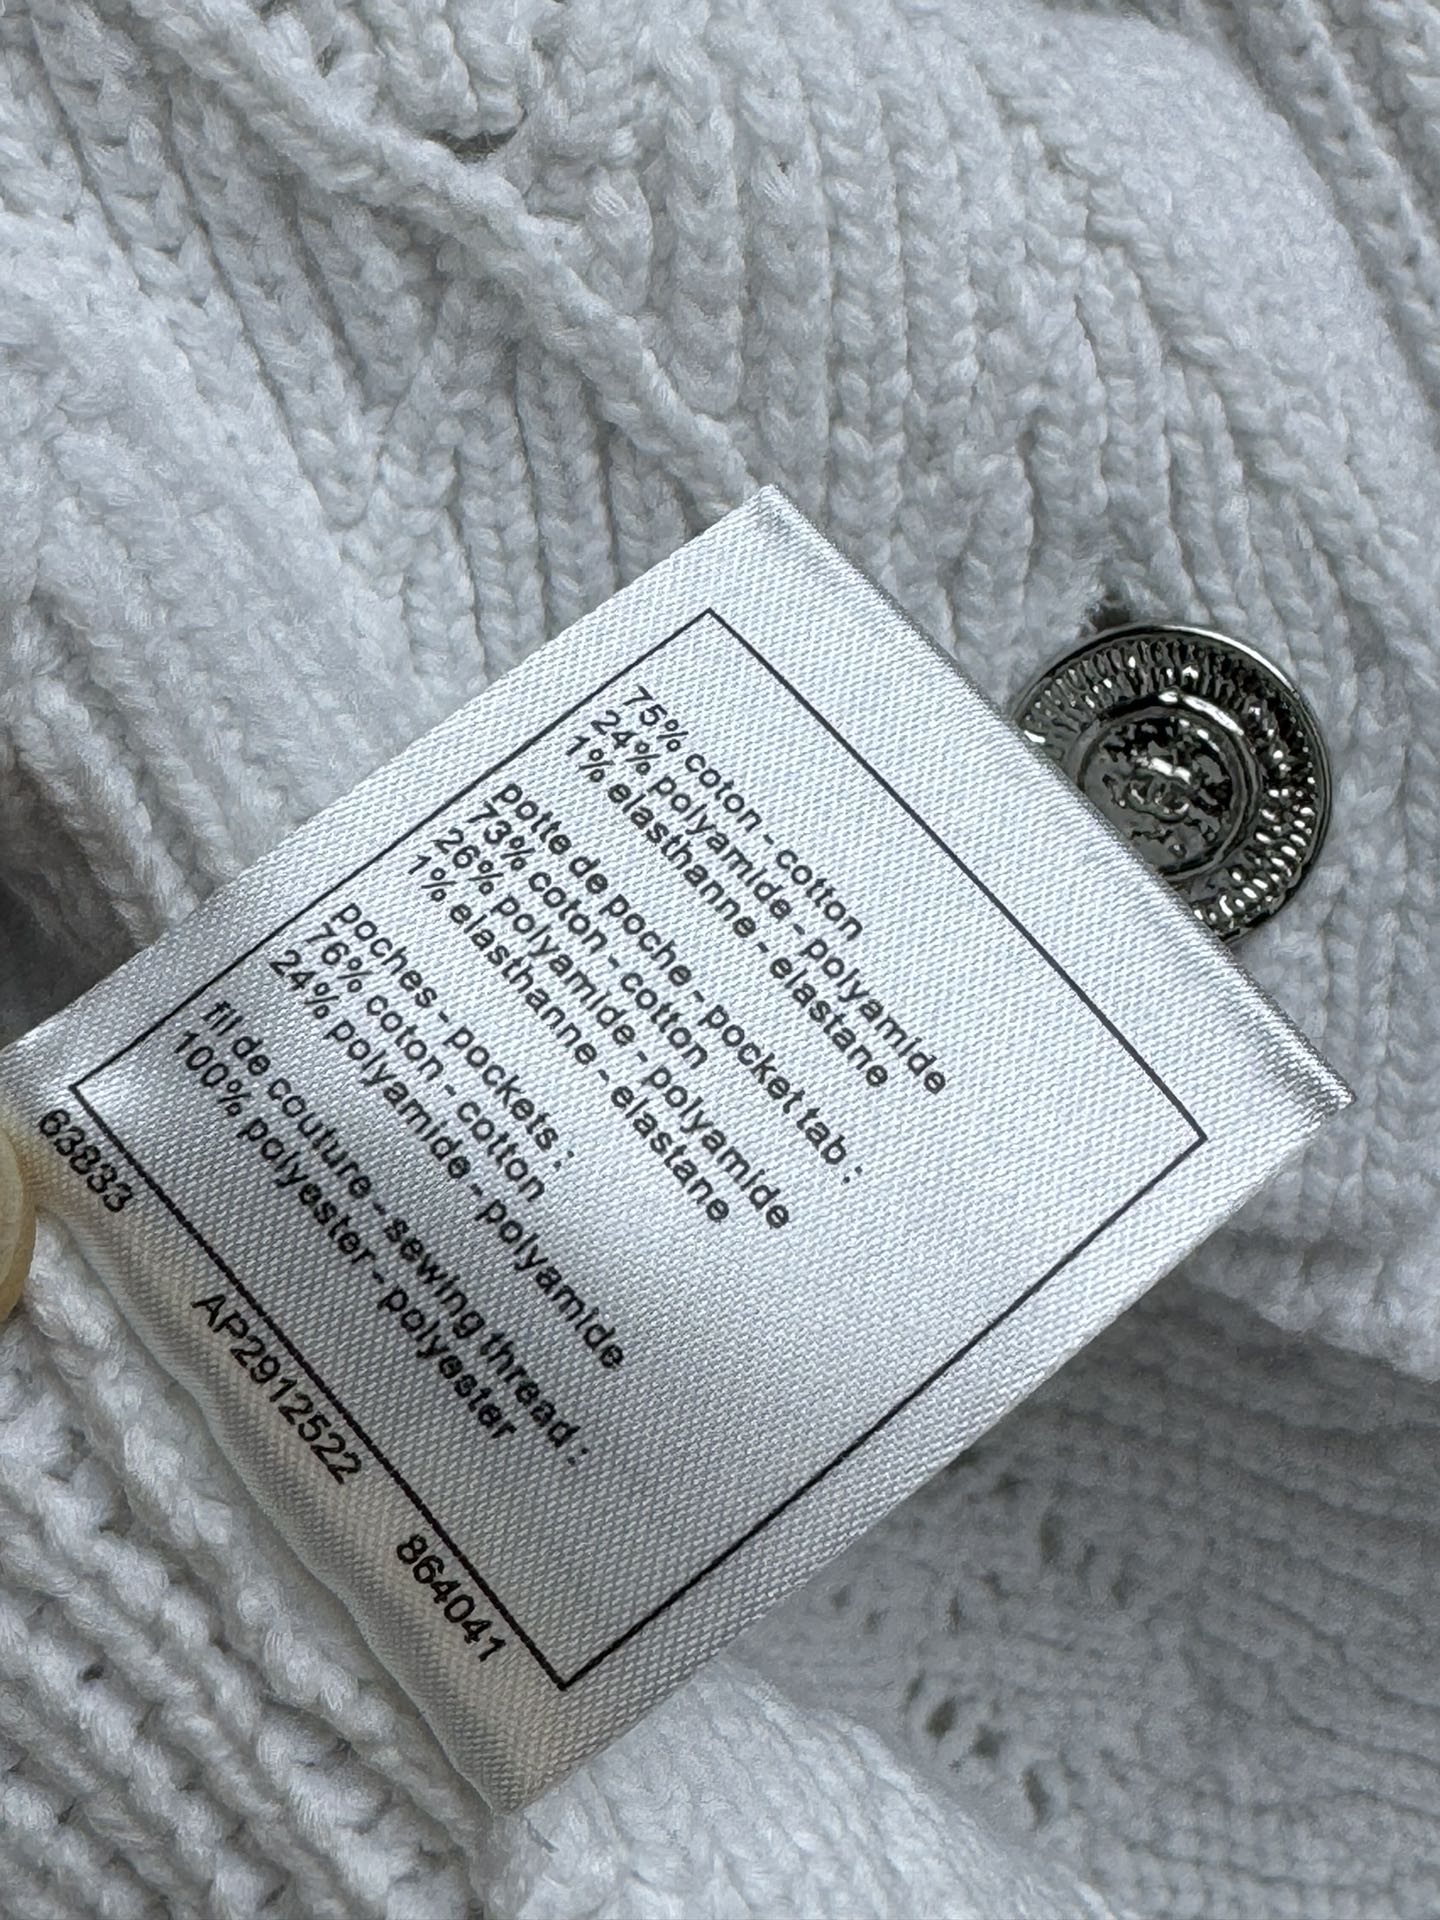 75% coton - cotton
24% polyamide - polyamide
1% elasthanne - elastane
potte de poche - pocket tab :
73% coton - cotton
26% polyamide - polyamide
1% elasthanne - elastane
poches - pockets :
76% coton - cotton
24% polyamide - polyamide
fil de couture - sewing thread :
100% polyester - polyester
63833
AP2912522
864041